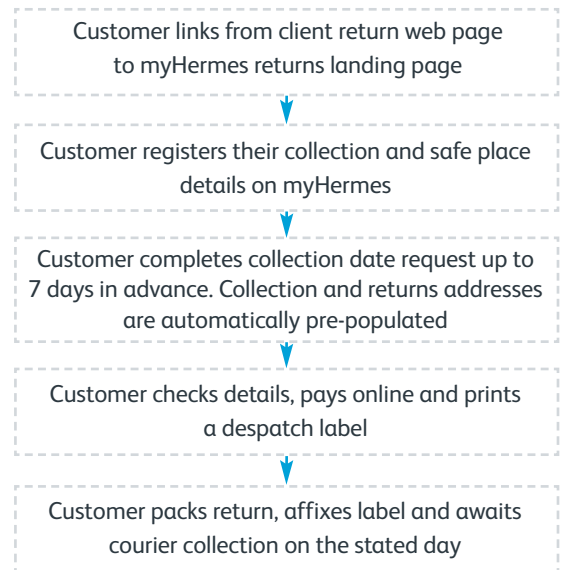 Customer links from client return web page
to myHermes returns landing page
Customer registers their collection and safe place
details on myHermes
Customer completes collection date request up to
7 days in advance. Collection and returns addresses
are automatically pre-populated
Customer checks details, pays online and prints
a despatch label
Customer packs return, affixes label and awaits
courier collection on the stated day